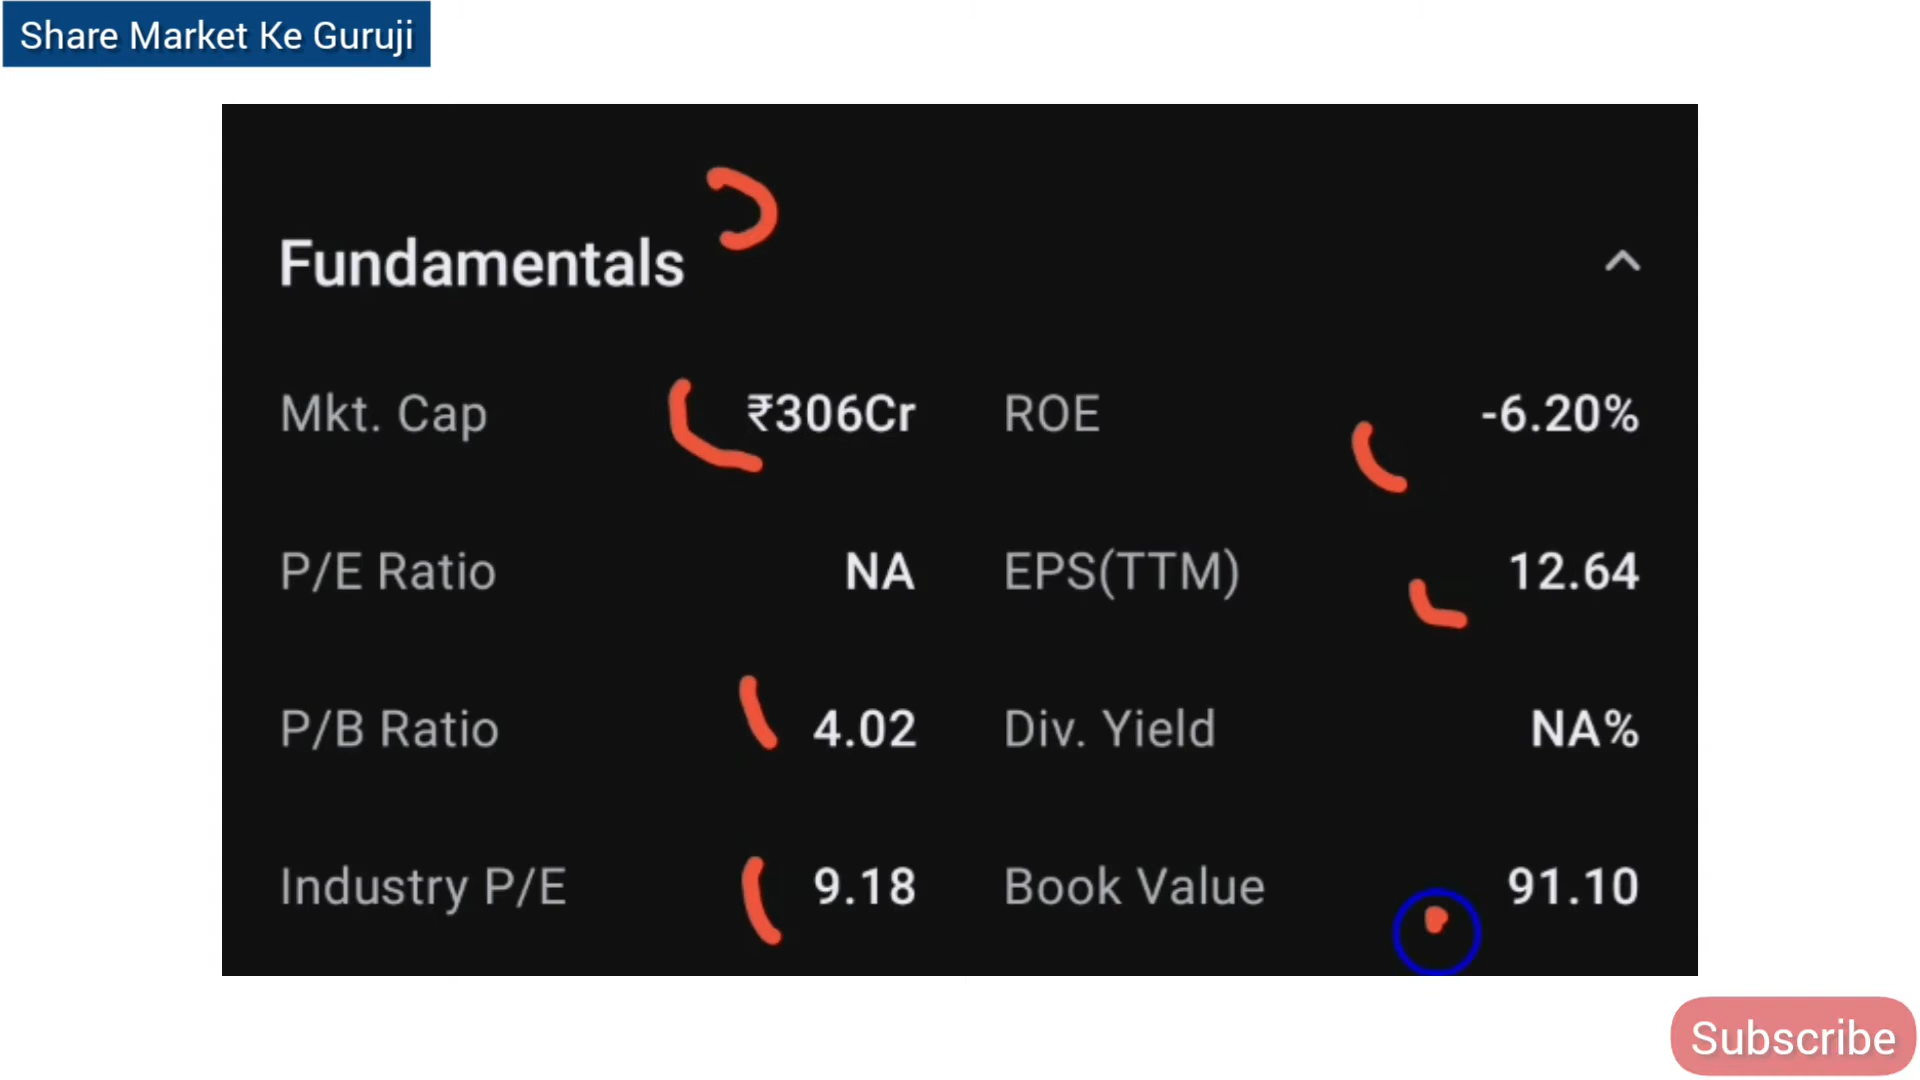 Share Market Ke Guruji
Fundamentals
Mkt. Cap ₹306Cr ROE -6.20%
P/E Ratio NA EPS(TTM) 12.64
P/B Ratio 4.02 Div. Yield NA%
Industry P/E 9.18 Book Value 91.10
Subscribe